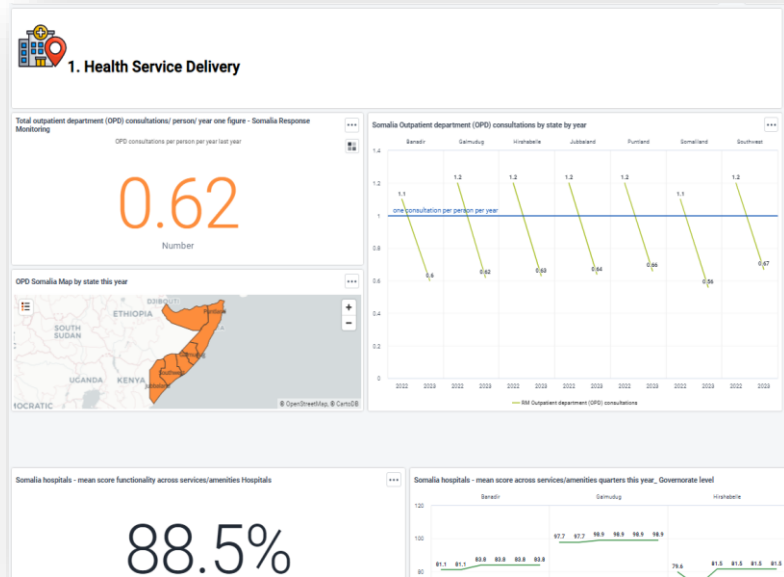 1. Health Service Delivery
Total outpatient department (OPD) consultations/ person/ year one figure - Somalia Response
Monitoring
OPD consultations per person per year last year
0.62
Number
Somalia Outpatient department (OPD) consultations by state by year
Banadir Galmudug Hirshabelle Jubbaland Puntland Somaliland Southwest
1.4
1.2 1.2 1.2 1.2 1.2 1.2
1.1 1.1
one consultation per person per year
1
0.8
0.6 0.62 0.63 0.64 0.66 0.56 0.67
0.6
0.4
0.2
0
2022 2023 2022 2023 2022 2023 2022 2023 2022 2023 2022 2023 2022 2023
RM Outpatient department (OPD) consultations
OPD Somalia Map by state this year
DJIBOUTI
ETHIOPIA
Puntland
SOUTH
SUDAN
Southwest
UGANDA KENYA
Jubbaland
+
−
© OpenStreetMap, © CartoDB
Somalia hospitals - mean score functionality across services/amenities Hospitals
88.5%
Somalia hospitals - mean score across services/amenities quarters this year_ Governorate level
Banadir Galmudug Hirshabelle
120
100
97.7 97.7 98.9 98.9 98.9 98.9
81.1 81.1 83.8 83.8 83.8 83.8
79.6 81.5 81.5 81.5 81.5
80